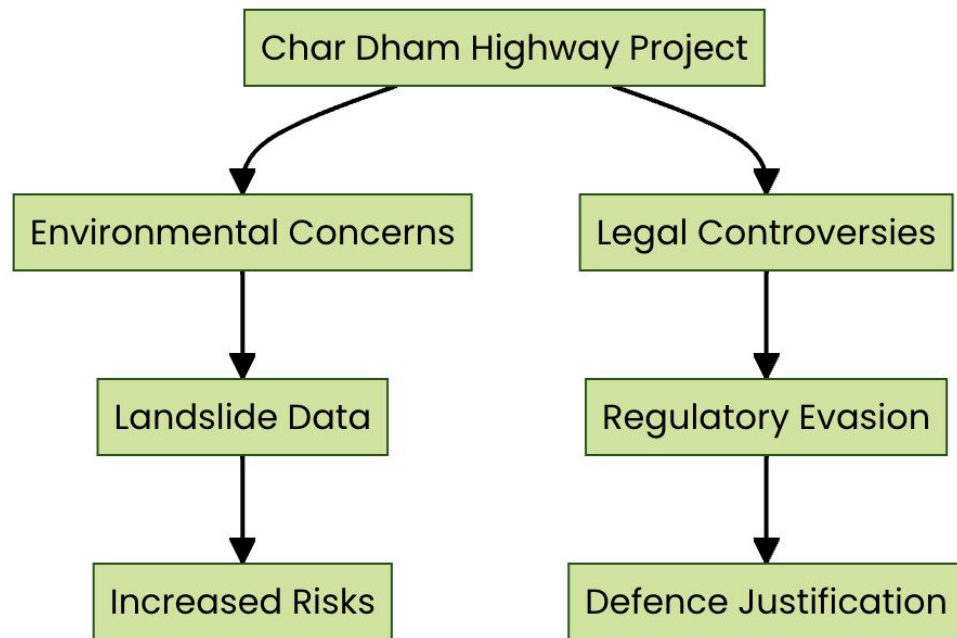 Char Dham Highway Project
Environmental Concerns
Legal Controversies
Landslide Data
Regulatory Evasion
Increased Risks
Defence Justification